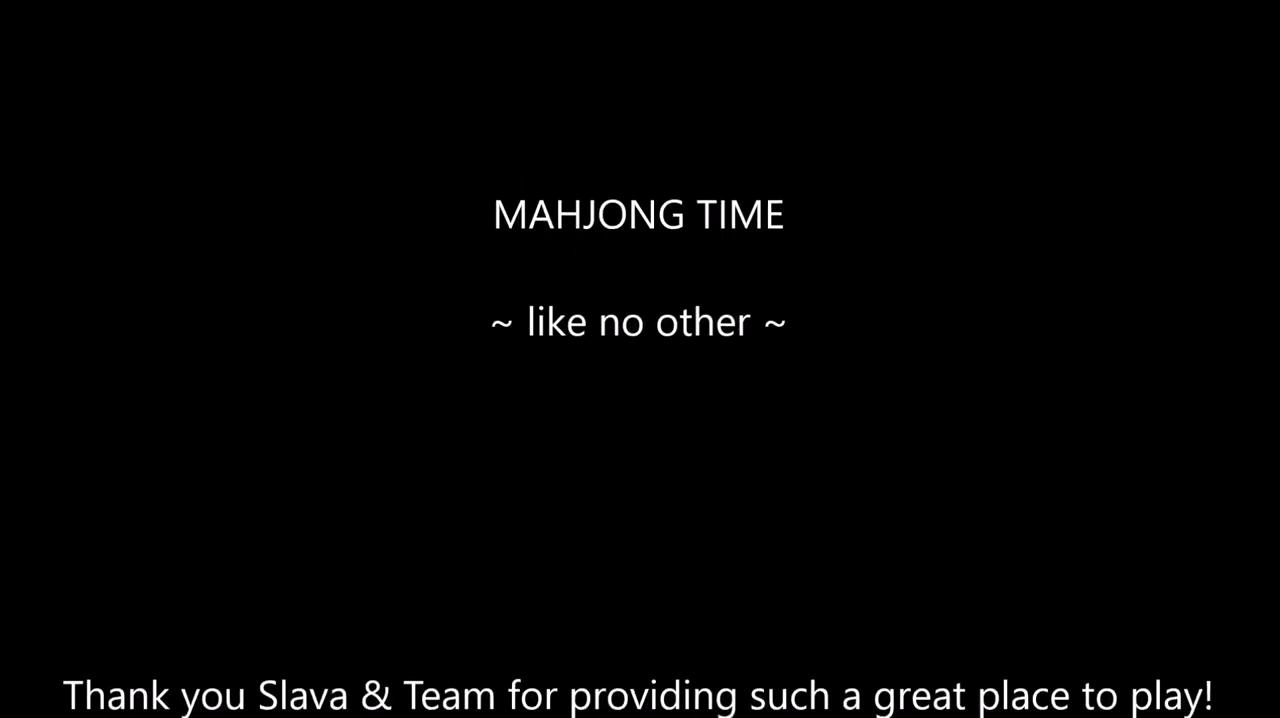 MAHJONG TIME
~ like no other ~
Thank you Slava & Team for providing such a great place to play!